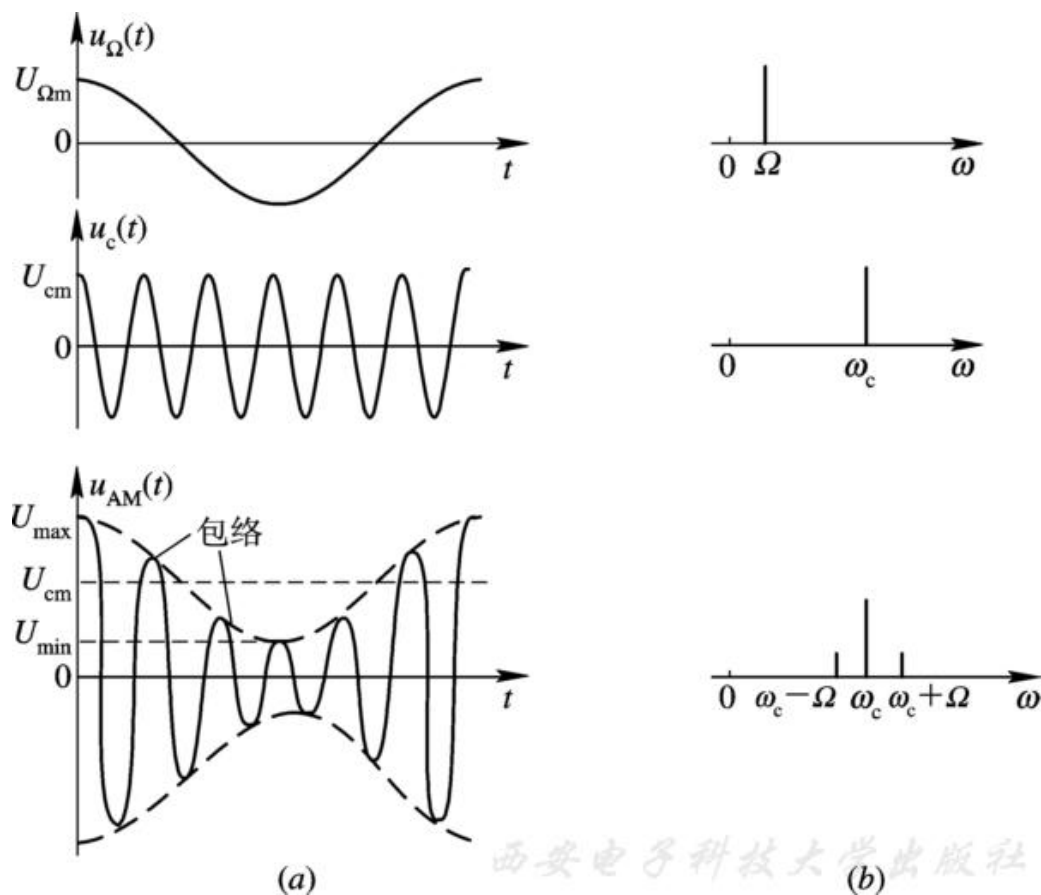 u_Ω(t)
U_Ωm
0
t
0 Ω ω
u_c(t)
U_cm
0
t
0 ω_c ω
u_AM(t)
U_max
包络
U_cm
U_min
0
t
0 ω_c−Ω ω_c ω_c+Ω ω
西安电子科技大学出版社
(a) (b)